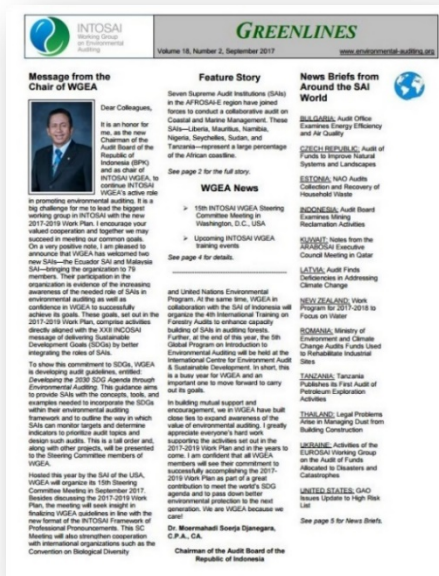 INTOSAI
Working Group
on Environmental
Auditing
GREENLINES
Volume 18, Number 2, September 2017
www.environmental-auditing.org
Message from the
Chair of WGEA
Dear Colleagues,
It is an honor for
me, as the new
Chairman of the
Audit Board of the
Republic of
Indonesia (BPK)
and as chair of
INTOSAI WGEA, to
continue INTOSAI
WGEA's active role
in promoting environmental auditing. It is a
big challenge for me to lead the biggest
working group in INTOSAI with the new
2017-2019 Work Plan. I encourage your
valued cooperation and together we may
succeed in meeting our common goals.
On a very positive note, I am pleased to
announce that WGEA has welcomed two
new SAIs—the Ecuador SAI and Malaysia
SAI—bringing the organization to 79
members. Their participation in the
organization is evidence of the increasing
awareness of the needed role of SAIs in
environmental auditing as well as
confidence in WGEA to successfully
achieve its goals. These goals, set out in the
2017-2019 Work Plan, comprise activities
directly aligned with the XXII INCOSAI
message of delivering Sustainable
Development Goals (SDGs) by better
integrating the roles of SAIs.
To show this commitment to SDGs, WGEA
is developing audit guidelines, entitled
Developing the 2030 SDG Agenda through
Environmental Auditing. This guidance aims
to provide SAIs with the concepts, tools, and
examples needed to incorporate the SDGs
within their environmental auditing
framework and to outline the way in which
SAIs can monitor targets and determine
indicators to prioritize audit topics and
design such audits. This is a tall order and,
along with other projects, will be presented
to the Steering Committee members of
WGEA.
Hosted this year by the SAI of the USA,
WGEA will organize its 15th Steering
Committee Meeting in September 2017.
Besides discussing the 2017-2019 Work
Plan, the meeting will seek insight in
finalizing WGEA guidelines in line with the
new format of the INTOSAI Framework of
Professional Pronouncements. This SC
Meeting will also strengthen cooperation
with international organizations such as the
Convention on Biological Diversity
Feature Story
Seven Supreme Audit Institutions (SAIs)
in the AFROSAI-E region have joined
forces to conduct a collaborative audit on
Coastal and Marine Management. These
SAIs—Liberia, Mauritius, Namibia,
Nigeria, Seychelles, Sudan, and
Tanzania—represent a large percentage
of the African coastline.
See page 2 for the full story.
WGEA News
➢ 15th INTOSAI WGEA Steering
Committee Meeting in
Washington, D.C., USA
➢ Upcoming INTOSAI WGEA
training events
See page 4 for details.
and United Nations Environmental
Program. At the same time, WGEA in
collaboration with the SAI of Indonesia will
organize the 4th International Training on
Forestry Audits to enhance capacity
building of SAIs in auditing forests.
Further, at the end of this year, the 5th
Global Program on Introduction to
Environmental Auditing will be held at the
International Centre for Environment Audit
& Sustainable Development. In short, this
is a busy year for WGEA and an
important one to move forward to carry
out its goals.
In building mutual support and
encouragement, we in WGEA have built
close ties to expand awareness of the
value of environmental auditing. I greatly
appreciate everyone's hard work
supporting the activities set out in the
2017-2019 Work Plan and in the years to
come. I am confident that all WGEA
members will see their commitment to
successfully accomplishing the 2017-
2019 Work Plan as part of a great
contribution to meet the world's SDG
agenda and to pass down better
environmental protection to the next
generation. We are WGEA because we
care!
Dr. Moermahadi Soerja Djanegara,
C.P.A., CA.
Chairman of the Audit Board of the
Republic of Indonesia
News Briefs from
Around the SAI
World
BULGARIA: Audit Office
Examines Energy Efficiency
and Air Quality
CZECH REPUBLIC: Audit of
Funds to Improve Natural
Systems and Landscapes
ESTONIA: NAO Audits
Collection and Recovery of
Household Waste
INDONESIA: Audit Board
Examines Mining
Reclamation Activities
KUWAIT: Notes from the
ARABOSAI Executive
Council Meeting in Qatar
LATVIA: Audit Finds
Deficiencies in Addressing
Climate Change
NEW ZEALAND: Work
Program for 2017-2018 to
Focus on Water
ROMANIA: Ministry of
Environment and Climate
Change Audits Funds Used
to Rehabilitate Industrial
Sites
TANZANIA: Tanzania
Publishes its First Audit of
Petroleum Exploration
Activities
THAILAND: Legal Problems
Arise in Managing Dust from
Building Construction
UKRAINE: Activities of the
EUROSAI Working Group
on the Audit of Funds
Allocated to Disasters and
Catastrophes
UNITED STATES: GAO
Issues Update to High Risk
List
See page 5 for News Briefs.